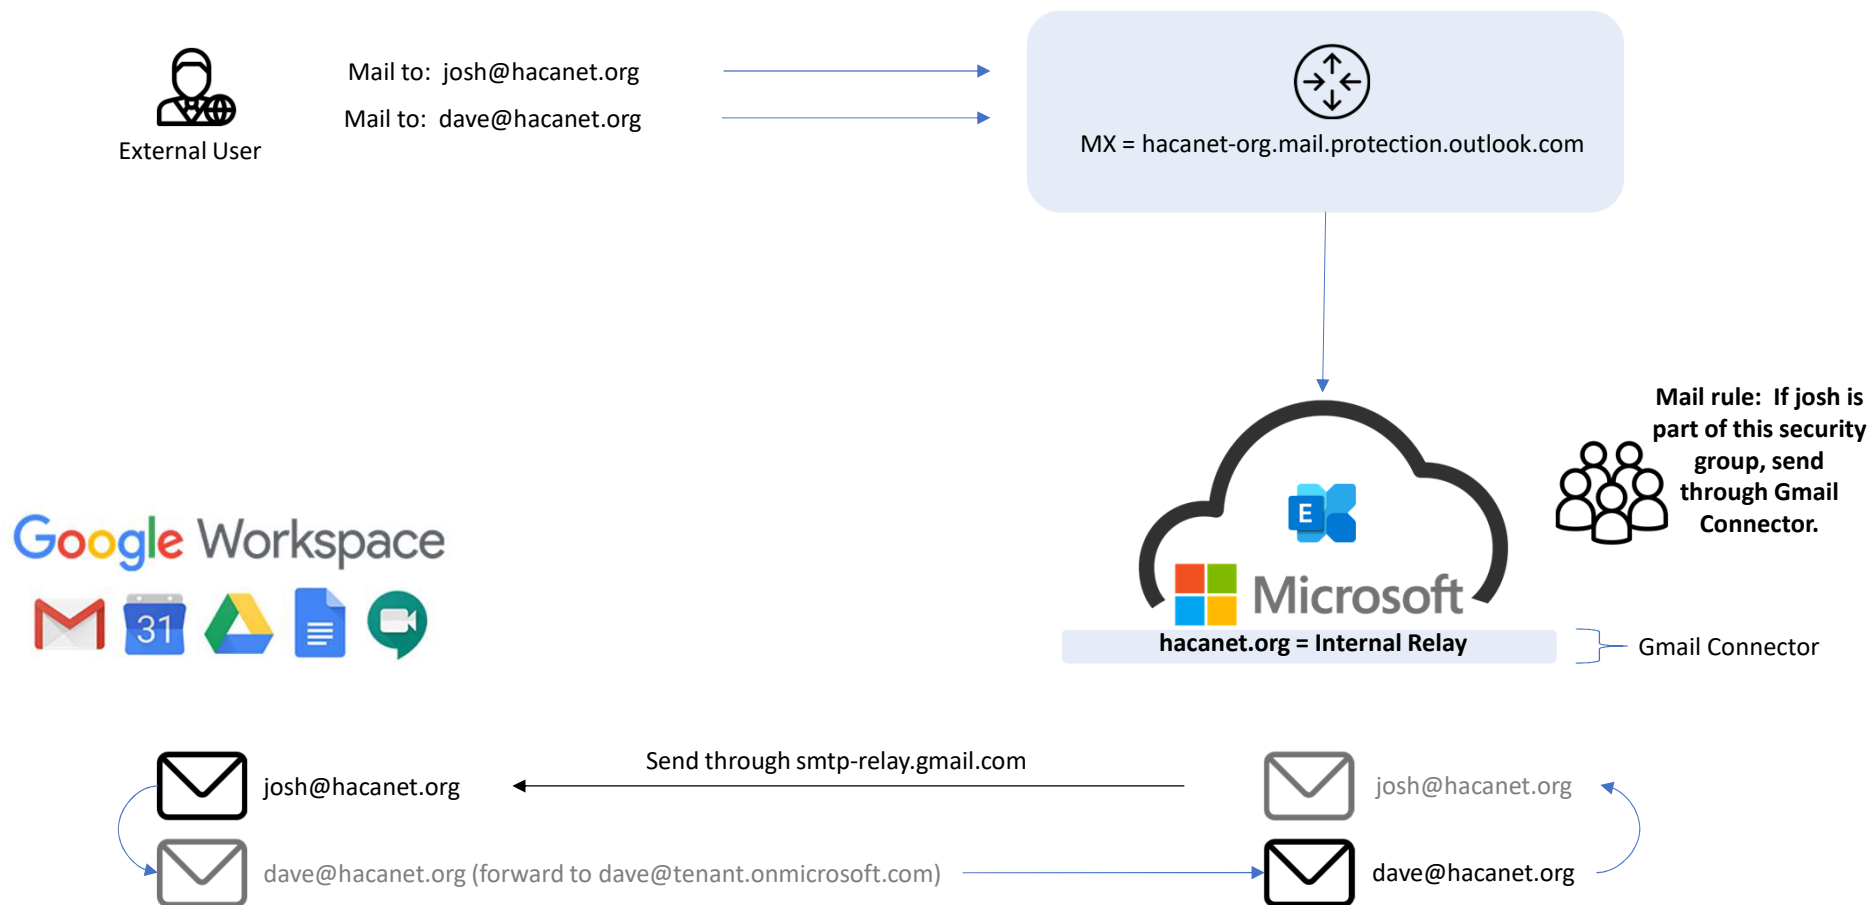 Mail to: josh@hacanet.org
Mail to: dave@hacanet.org
External User
MX = hacanet-org.mail.protection.outlook.com
Mail rule: If josh is
part of this security
group, send
through Gmail
Connector.
E
Google Workspace
31
Microsoft
hacanet.org = Internal Relay
Gmail Connector
Send through smtp-relay.gmail.com
josh@hacanet.org
josh@hacanet.org
dave@hacanet.org (forward to dave@tenant.onmicrosoft.com)
dave@hacanet.org